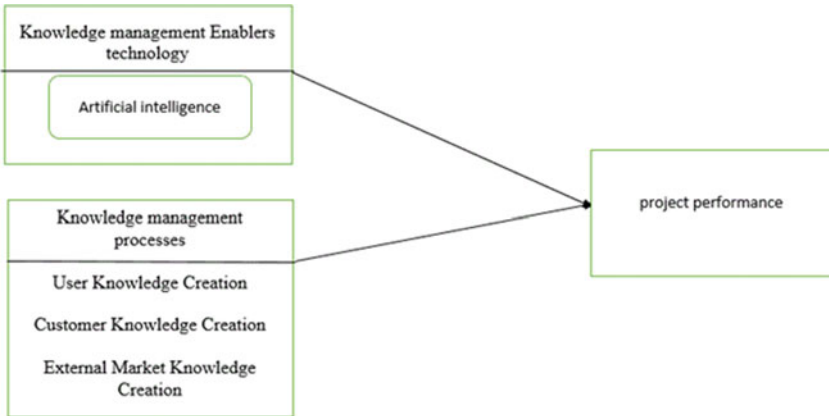 Knowledge management Enablers
technology
Artificial intelligence
Knowledge management
processes
User Knowledge Creation
Customer Knowledge Creation
External Market Knowledge
Creation
project performance